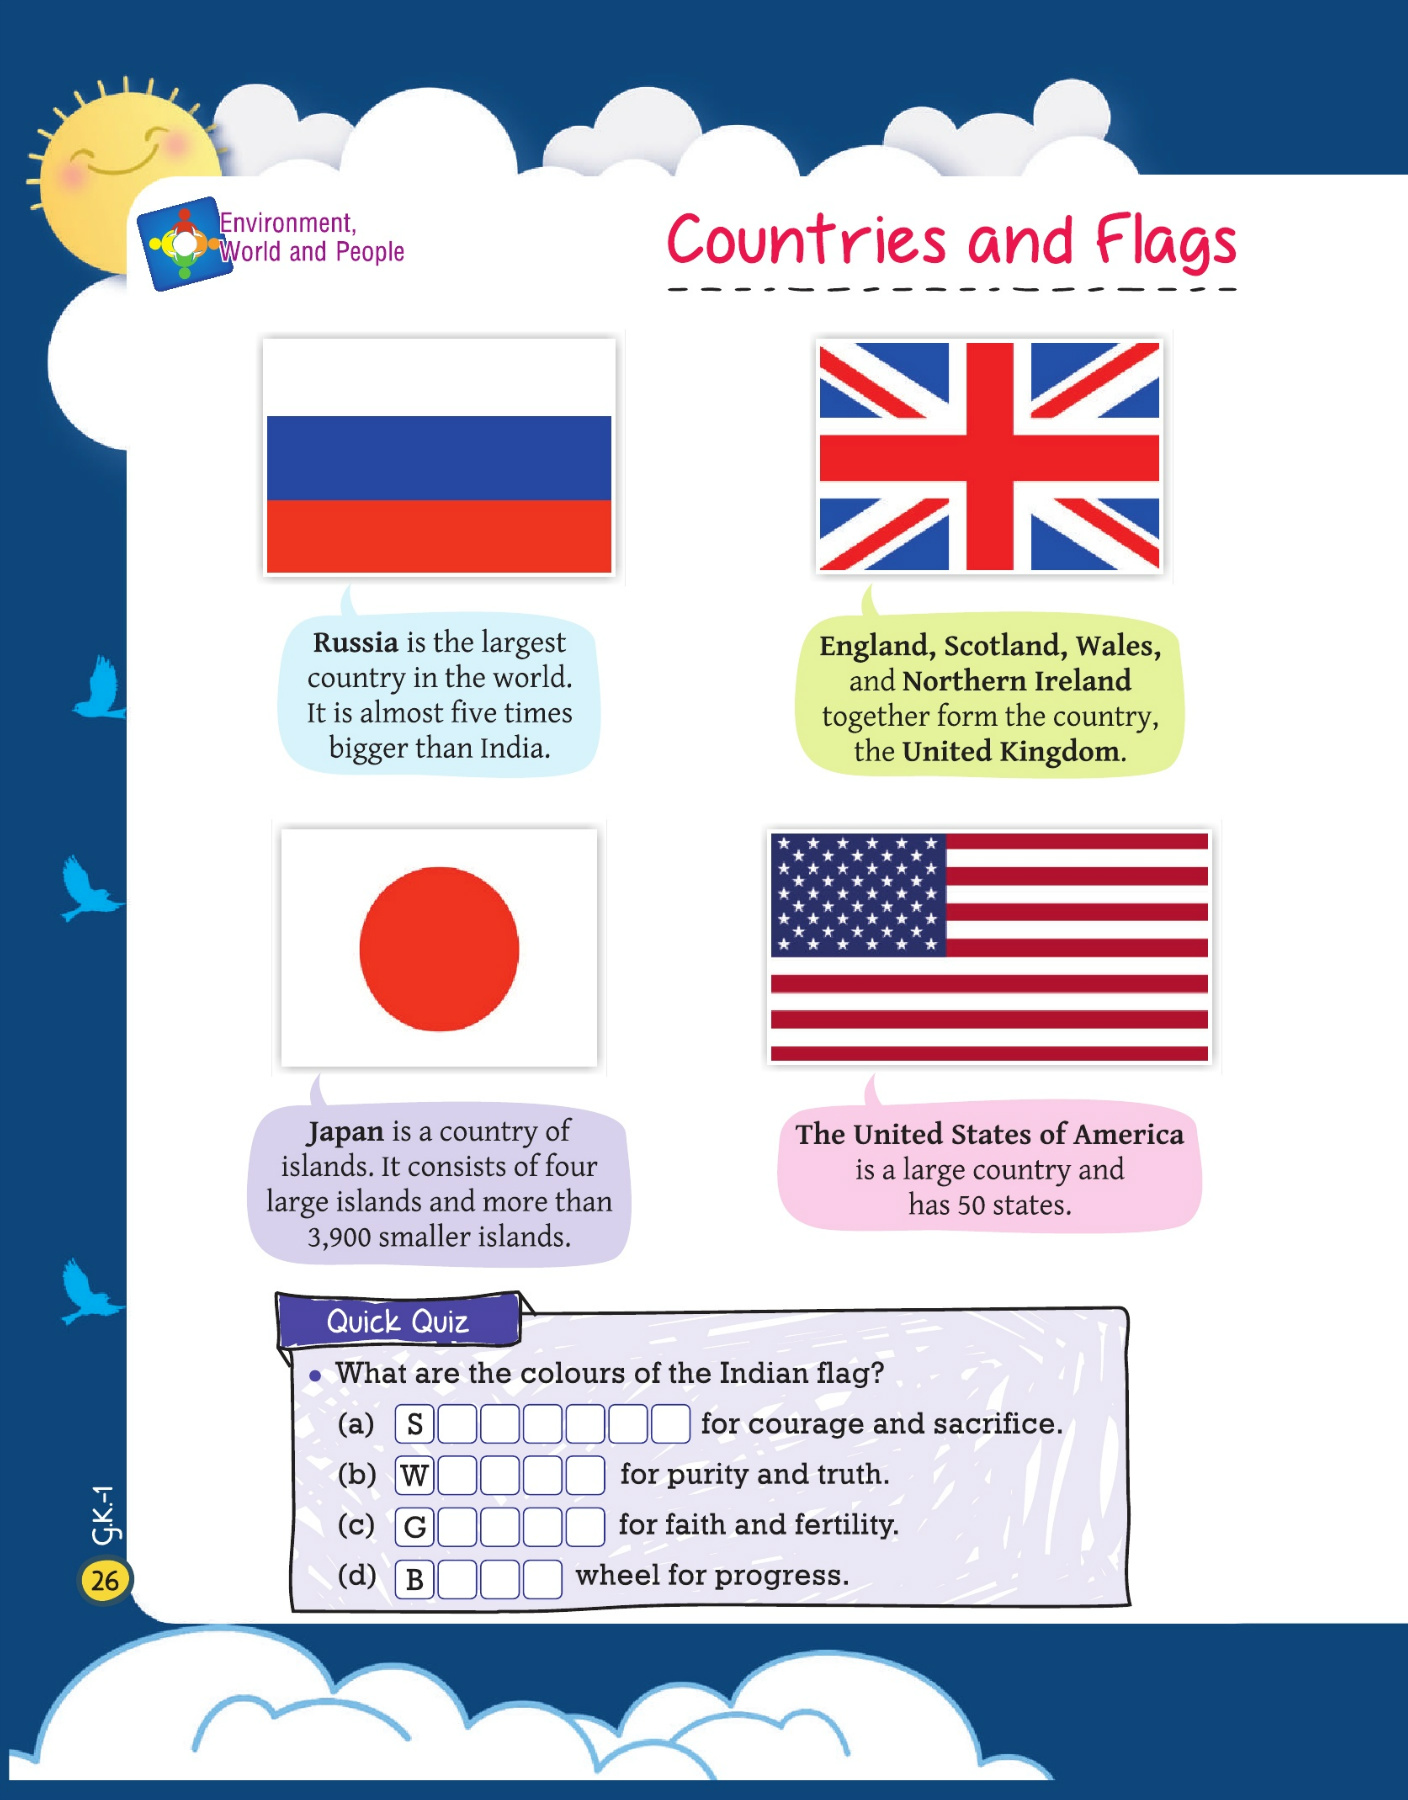 Environment,
World and People
Countries and Flags
Russia is the largest
country in the world.
It is almost five times
bigger than India.
England, Scotland, Wales,
and Northern Ireland
together form the country,
the United Kingdom.
Japan is a country of
islands. It consists of four
large islands and more than
3,900 smaller islands.
The United States of America
is a large country and
has 50 states.
Quick Quiz
• What are the colours of the Indian flag?
(a) S for courage and sacrifice.
(b) W for purity and truth.
(c) G for faith and fertility.
(d) B wheel for progress.
G.K.-1
26